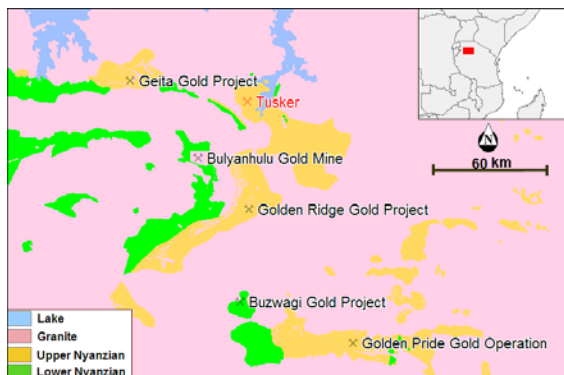 Geita Gold Project
Tusker
N
60 km
Bulyanhulu Gold Mine
Golden Ridge Gold Project
Buzwagi Gold Project
Golden Pride Gold Operation
Lake
Granite
Upper Nyanzian
Lower Nyanzian